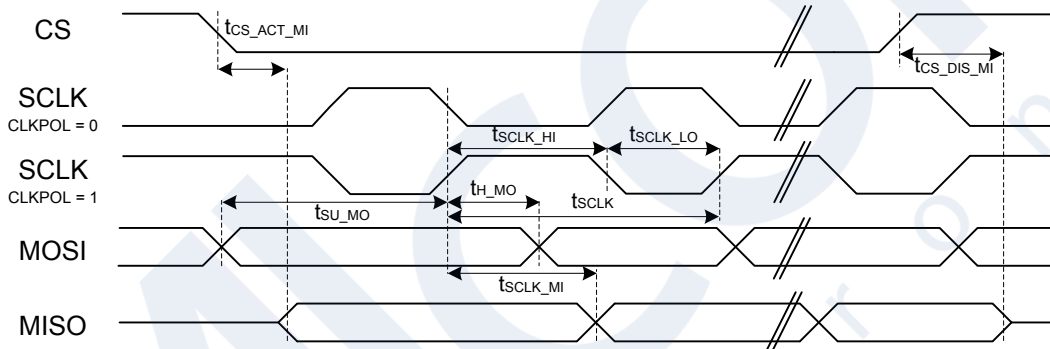 CS
tCS_ACT_MI
tCS_DIS_MI
SCLK
CLKPOL = 0
tSCLK_HI
tSCLK_LO
SCLK
CLKPOL = 1
tSU_MO
tH_MO
tSCLK
MOSI
tSCLK_MI
MISO